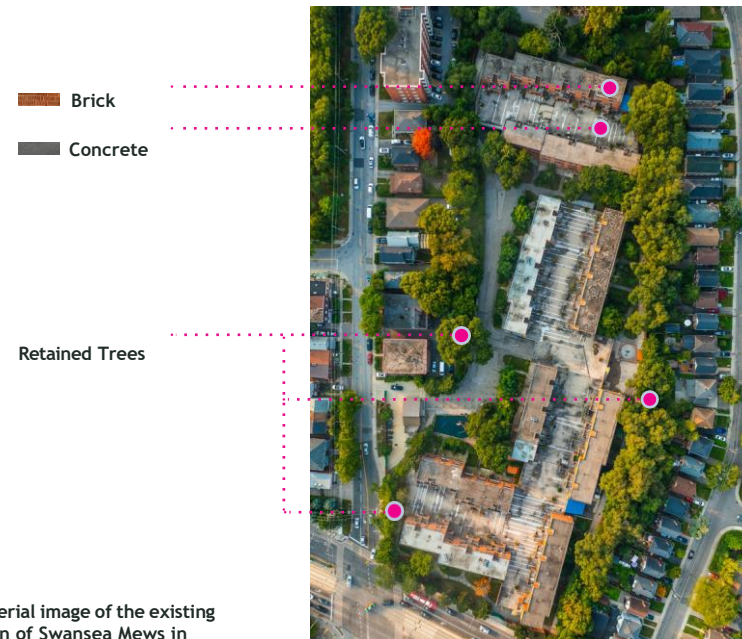 Brick
Concrete
Retained Trees
erial image of the existing
n of Swansea Mews in